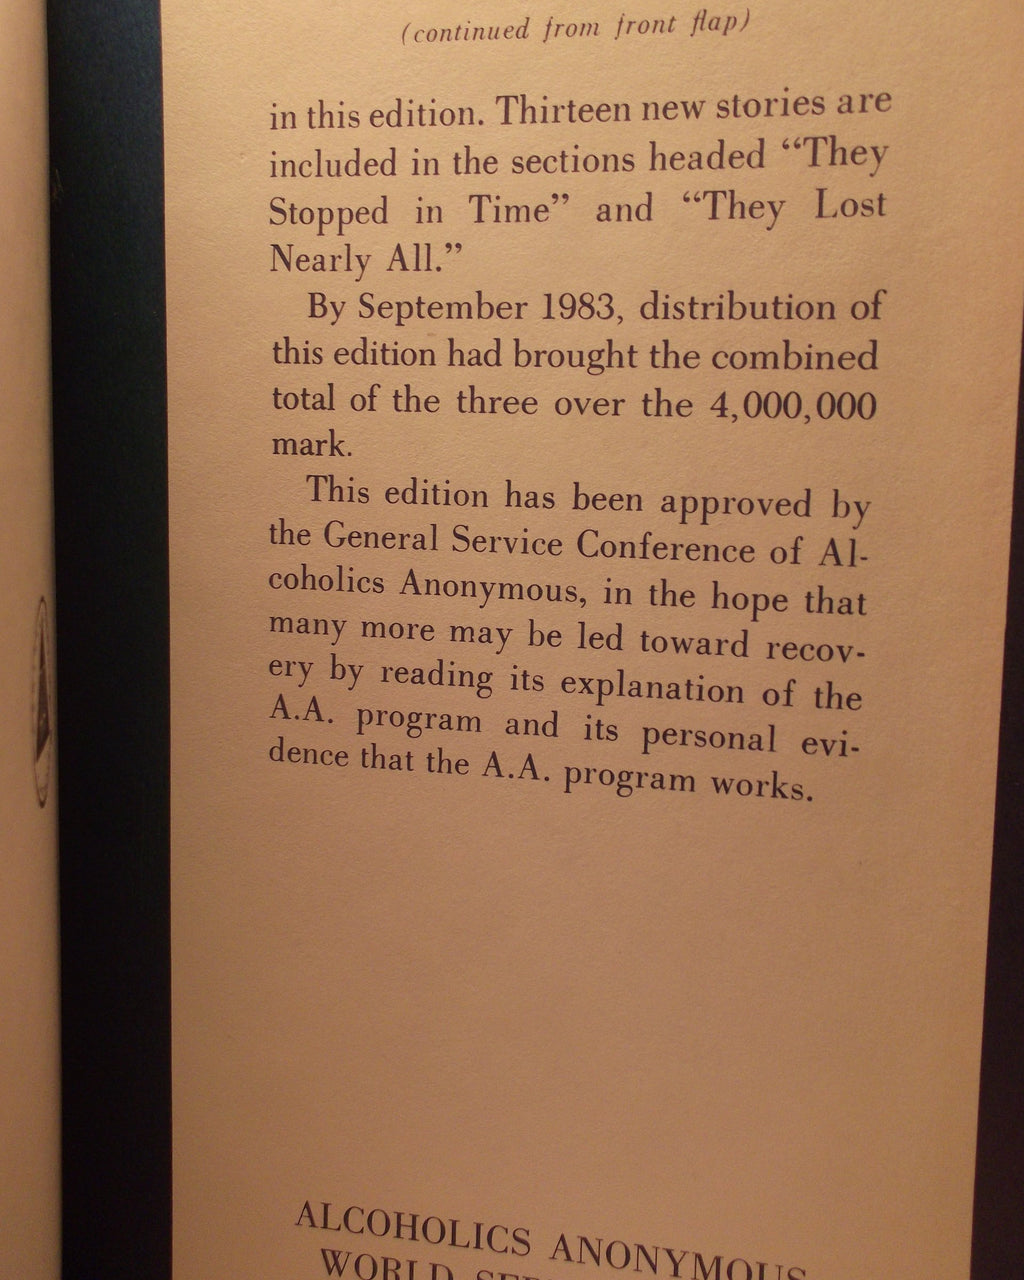 (continued from front flap)
in this edition. Thirteen new stories are
included in the sections headed “They
Stopped in Time” and “They Lost
Nearly All.”
By September 1983, distribution of
this edition had brought the combined
total of the three over the 4,000,000
mark.
This edition has been approved by
the General Service Conference of Al-
coholics Anonymous, in the hope that
many more may be led toward recov-
ery by reading its explanation of the
A.A. program and its personal evi-
dence that the A.A. program works.
ALCOHOLICS ANONYMOUS
WORLD